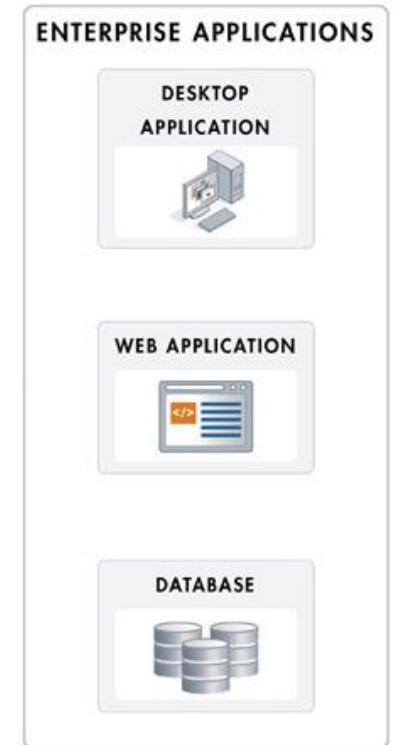 ENTERPRISE APPLICATIONS
DESKTOP
APPLICATION
WEB APPLICATION
</>
DATABASE